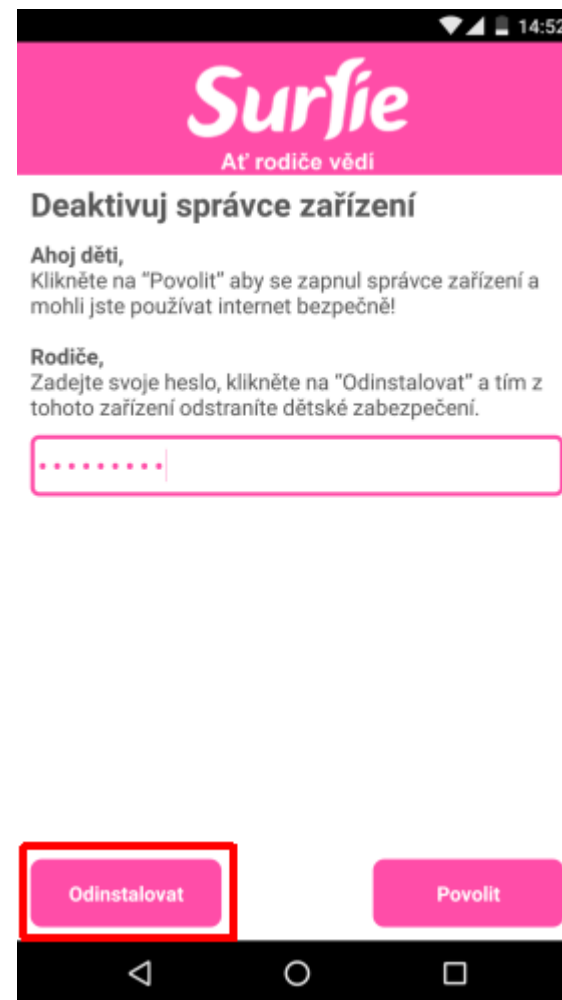 14:52
Surfie
Ať rodiče vědí
Deaktivuj správce zařízení
Ahoj děti,
Klikněte na “Povolit” aby se zapnul správce zařízení a
mohli jste používat internet bezpečně!
Rodiče,
Zadejte svoje heslo, klikněte na “Odinstalovat” a tím z
tohoto zařízení odstraníte dětské zabezpečení.
Odinstalovat
Povolit